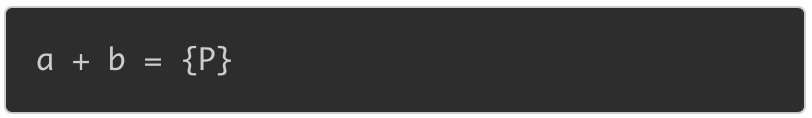 a + b = {P}